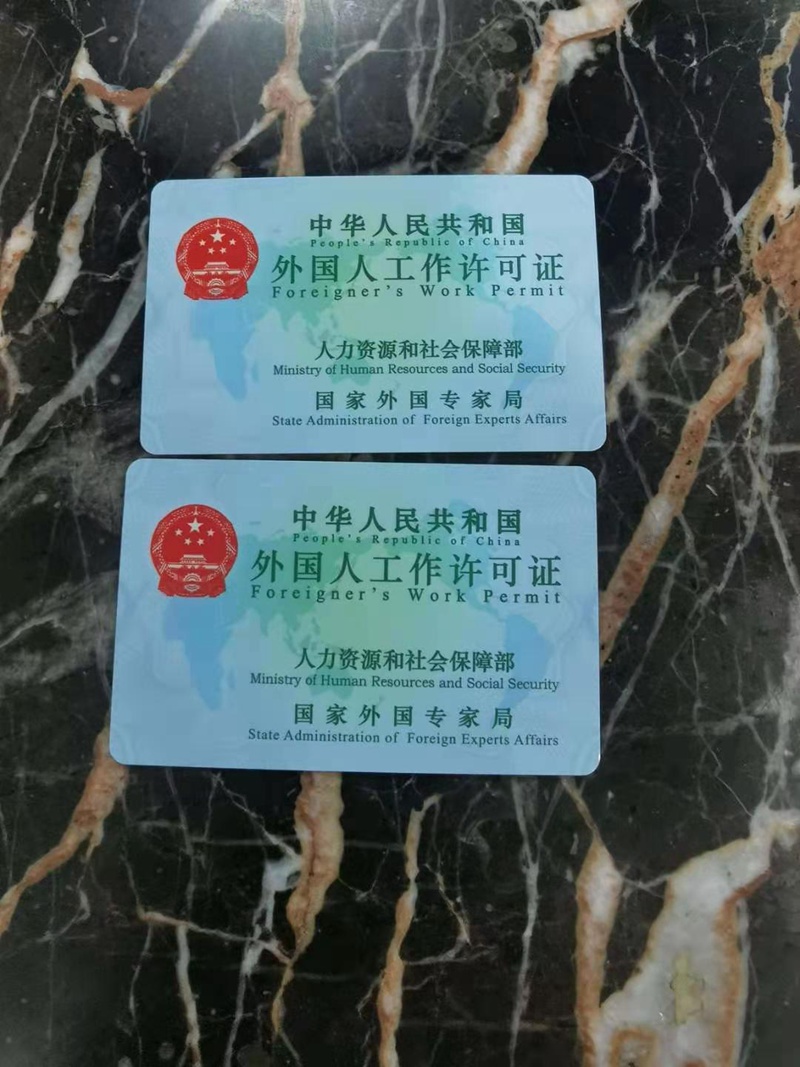 中华人民共和国
People's Republic of China
外国人工作许可证
Foreigner's Work Permit
人力资源和社会保障部
Ministry of Human Resources and Social Security
国家外国专家局
State Administration of Foreign Experts Affairs
中华人民共和国
People's Republic of China
外国人工作许可证
Foreigner's Work Permit
人力资源和社会保障部
Ministry of Human Resources and Social Security
国家外国专家局
State Administration of Foreign Experts Affairs